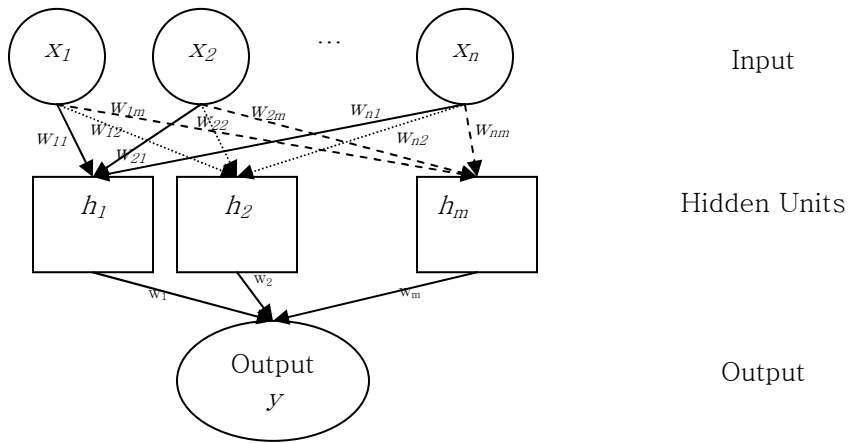 x1 x2 ... xn Input
w11 w12 w1m w21 w22 w2m wn1 wn2 wnm
h1 h2 hm Hidden Units
w1 w2 wm
Output
y
Output